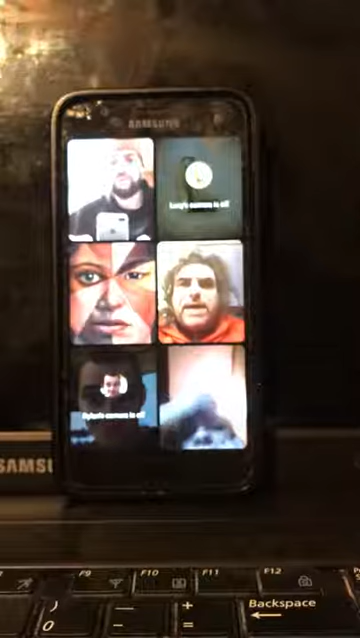 SAMSUNG
camera is off
camera is off
SAMSU
F9
F10
F11
F12
)
0
—
–
+
=
Backspace